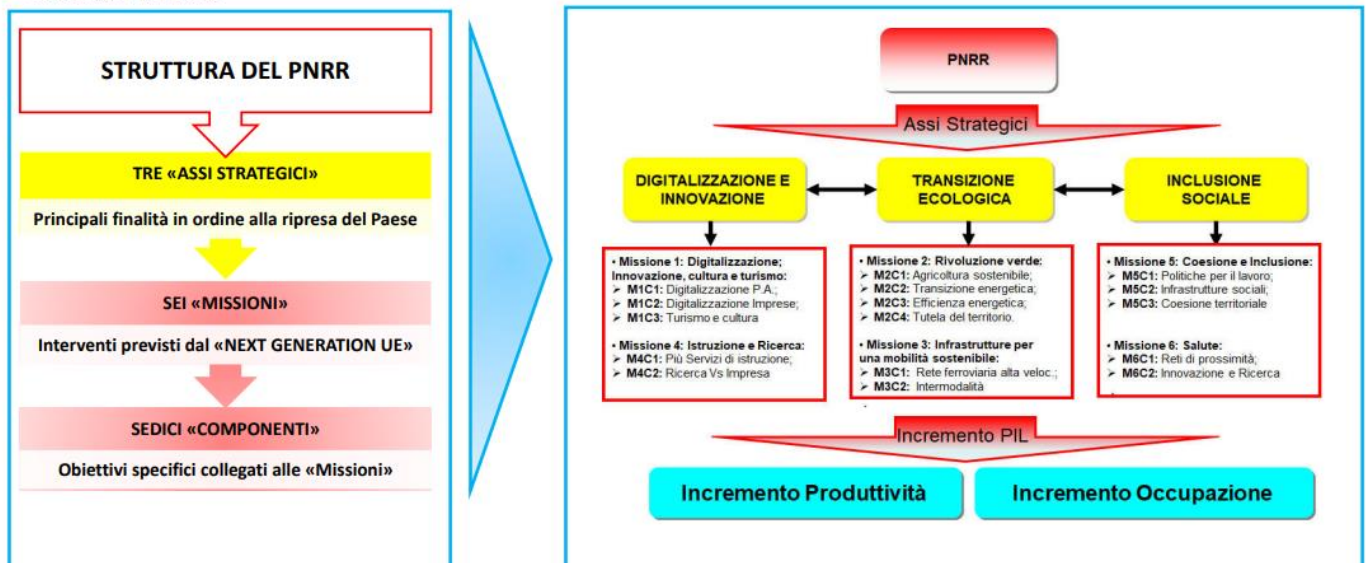 STRUTTURA DEL PNRR
TRE «ASSI STRATEGICI»
Principali finalità in ordine alla ripresa del Paese
SEI «MISSIONI»
Interventi previsti dal «NEXT GENERATION UE»
SEDICI «COMPONENTI»
Obiettivi specifici collegati alle «Missioni»
PNRR
Assi Strategici
DIGITALIZZAZIONE E
INNOVAZIONE
• Missione 1: Digitalizzazione;
Innovazione, cultura e turismo:
➢ M1C1: Digitalizzazione P.A.;
➢ M1C2: Digitalizzazione Imprese;
➢ M1C3: Turismo e cultura
• Missione 4: Istruzione e Ricerca:
➢ M4C1: Più Servizi di istruzione;
➢ M4C2: Ricerca Vs Impresa
TRANSIZIONE
ECOLOGICA
• Missione 2: Rivoluzione verde:
➢ M2C1: Agricoltura sostenibile;
➢ M2C2: Transizione energetica;
➢ M2C3: Efficienza energetica;
➢ M2C4: Tutela del territorio.
• Missione 3: Infrastrutture per
una mobilità sostenibile:
➢ M3C1: Rete ferroviaria alta veloc.;
➢ M3C2: Intermodalità
INCLUSIONE
SOCIALE
• Missione 5: Coesione e Inclusione:
➢ M5C1: Politiche per il lavoro;
➢ M5C2: Infrastrutture sociali;
➢ M5C3: Coesione territoriale
• Missione 6: Salute:
➢ M6C1: Reti di prossimità;
➢ M6C2: Innovazione e Ricerca
Incremento PIL
Incremento Produttività
Incremento Occupazione